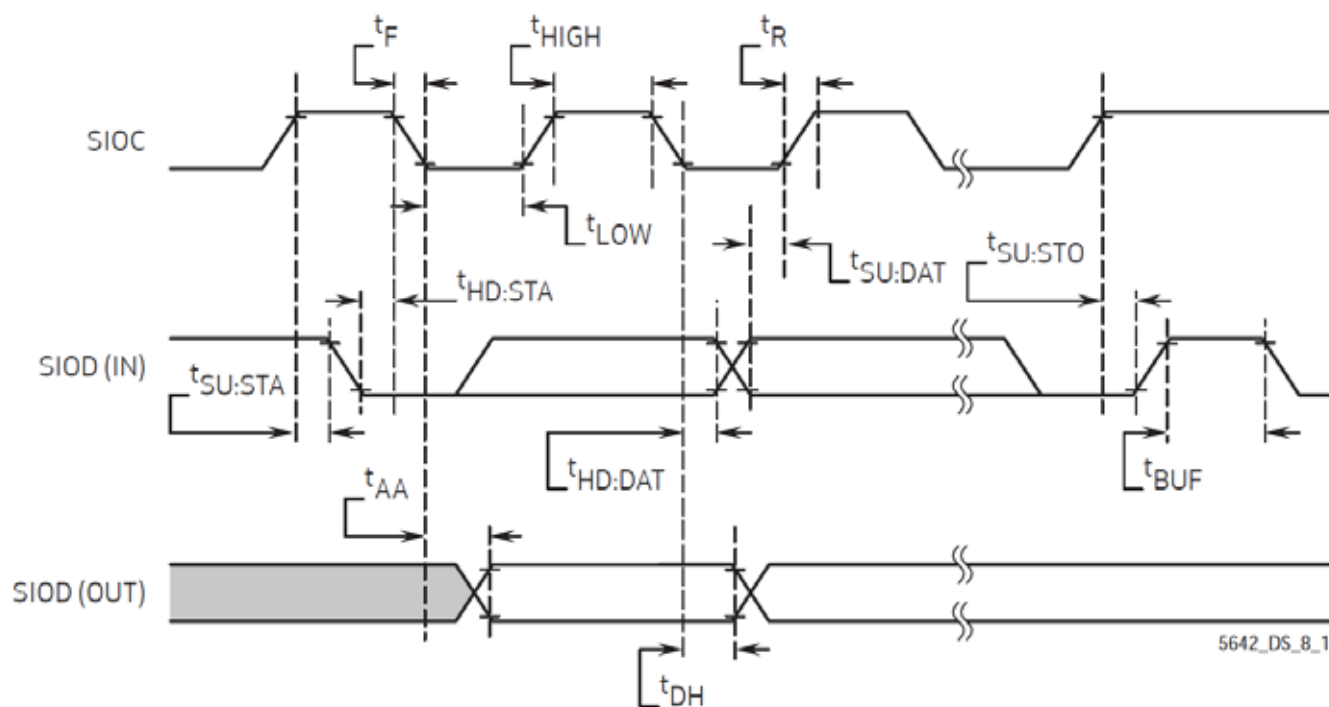 tF
tHIGH
tR
SIOC
tLOW
tSU:DAT
tSU:STO
tHD:STA
SIOD (IN)
tSU:STA
tHD:DAT
tBUF
tAA
SIOD (OUT)
5642_DS_8_1
tDH